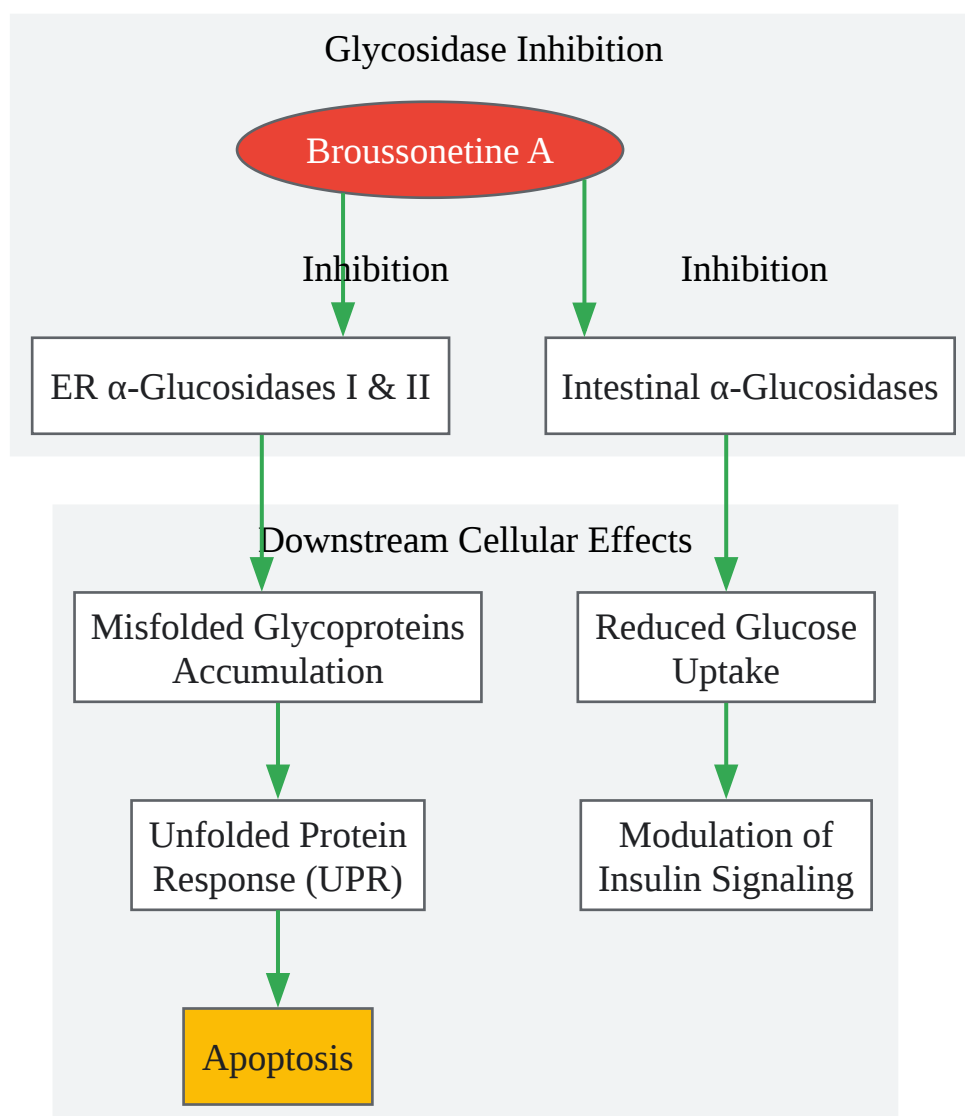 Glycosidase Inhibition
Broussonetine A
Inhibition
Inhibition
ER α-Glucosidases I & II
Intestinal α-Glucosidases
Downstream Cellular Effects
Misfolded Glycoproteins
Accumulation
Reduced Glucose
Uptake
Unfolded Protein
Response (UPR)
Modulation of
Insulin Signaling
Apoptosis